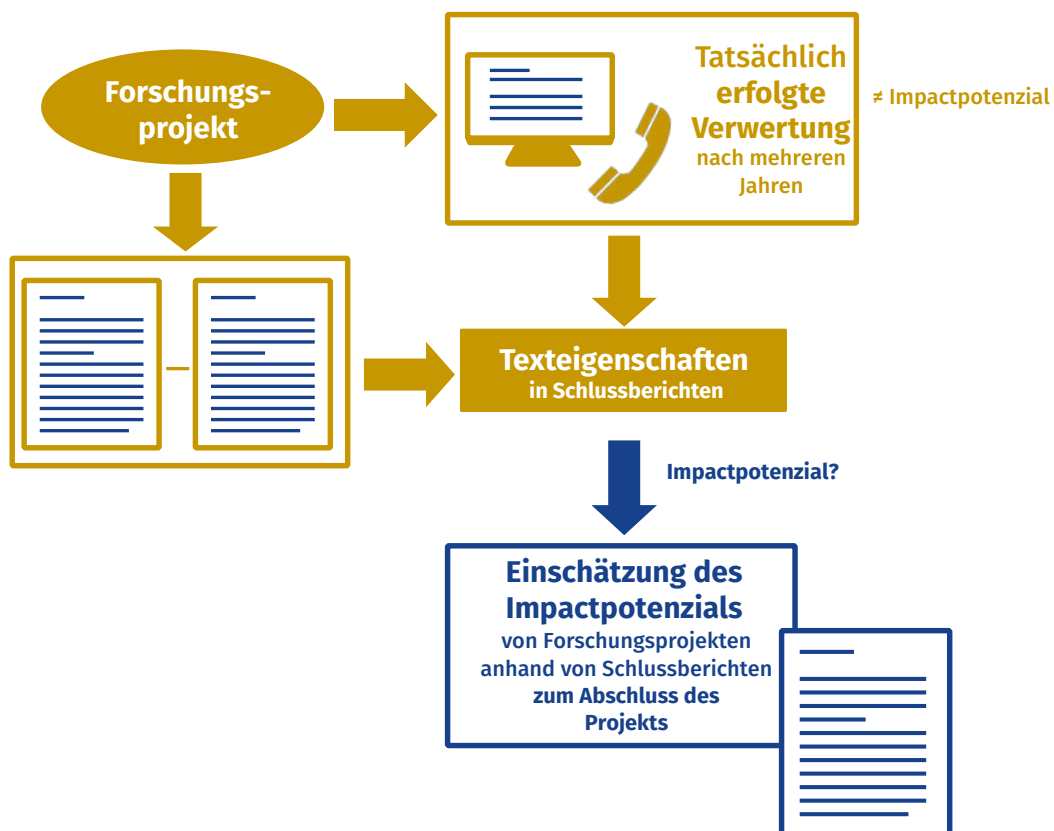 Forschungs-
projekt
Tatsächlich
erfolgte
Verwertung
nach mehreren
Jahren
≠ Impactpotenzial
Texteigenschaften
in Schlussberichten
Impactpotenzial?
Einschätzung des
Impactpotenzials
von Forschungsprojekten
anhand von Schlussberichten
zum Abschluss des
Projekts